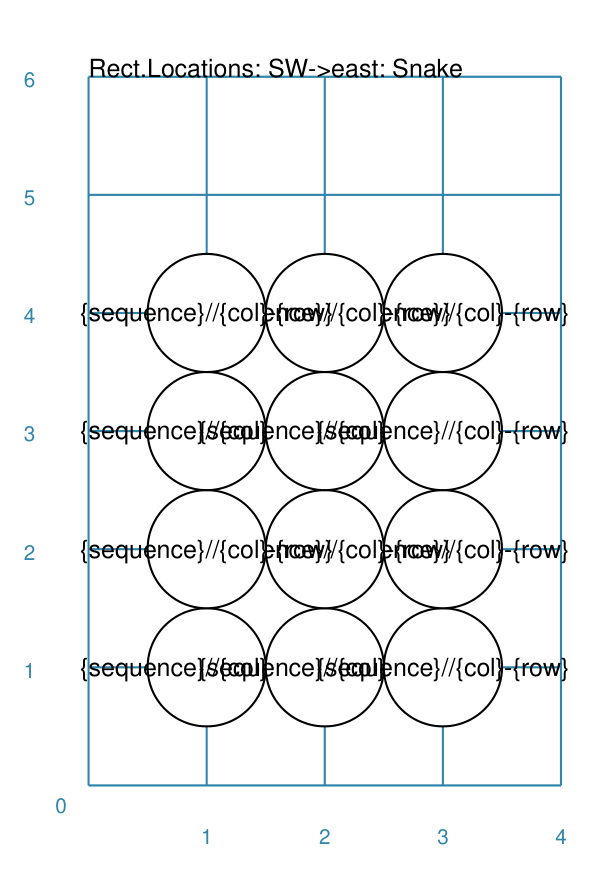 Rect.Locations: SW->east: Snake
6
5
4 {sequence}//{col}-{row} {sequence}//{col}-{row} {sequence}//{col}-{row}
3 {sequence}//{col}-{row} {sequence}//{col}-{row} {sequence}//{col}-{row}
2 {sequence}//{col}-{row} {sequence}//{col}-{row} {sequence}//{col}-{row}
1 {sequence}//{col}-{row} {sequence}//{col}-{row} {sequence}//{col}-{row}
0
1 2 3 4